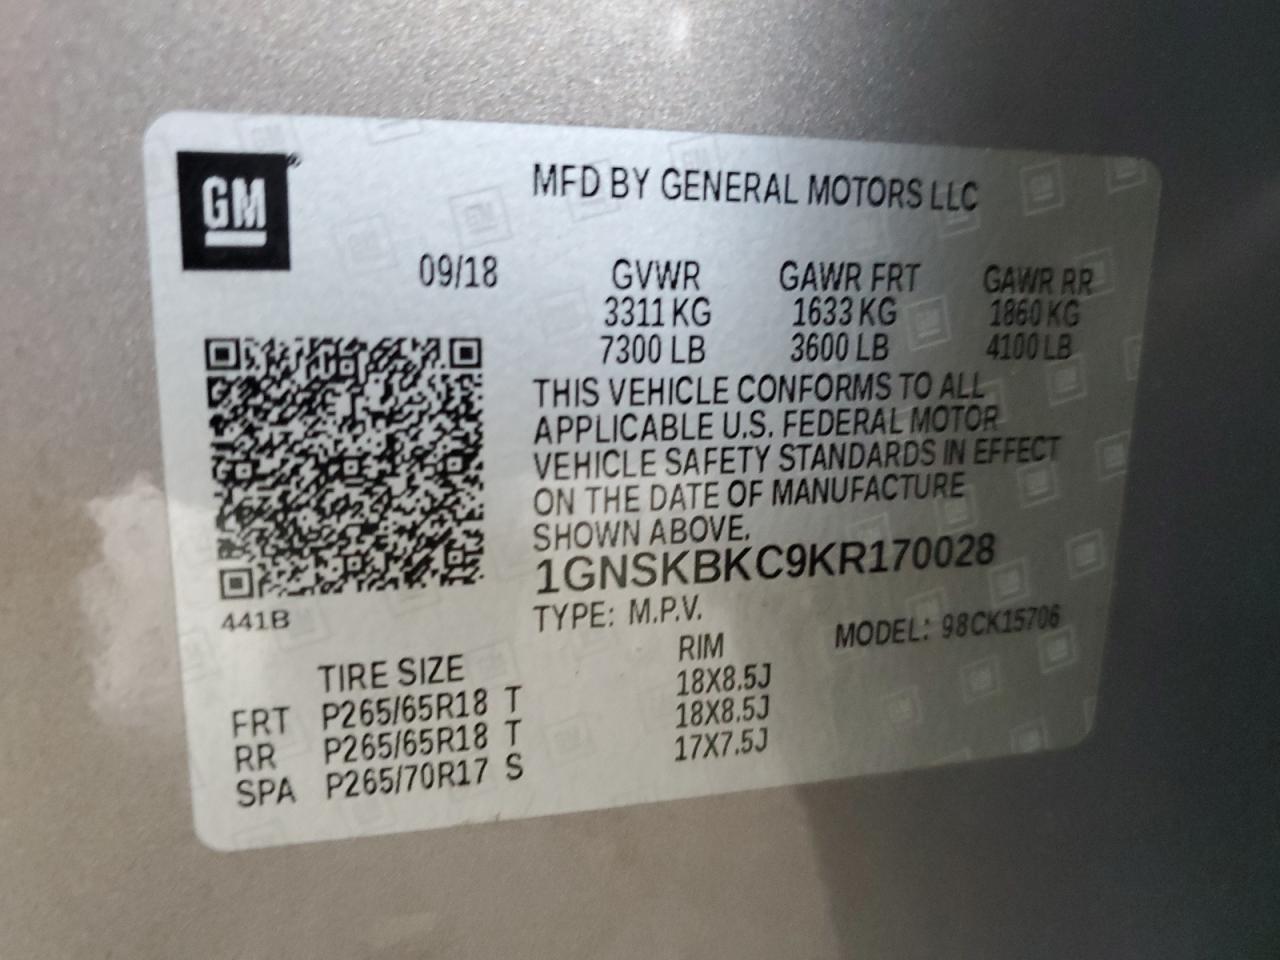 GM
MFD BY GENERAL MOTORS LLC
09/18 GVWR GAWR FRT GAWR RR
3311 KG 1633 KG 1860 KG
7300 LB 3600 LB 4100 LB
THIS VEHICLE CONFORMS TO ALL
APPLICABLE U.S. FEDERAL MOTOR
VEHICLE SAFETY STANDARDS IN EFFECT
ON THE DATE OF MANUFACTURE
SHOWN ABOVE.
1GNSKBKC9KR170028
441B
TYPE: M.P.V. MODEL: 98CK15706
TIRE SIZE RIM
FRT P265/65R18 T 18X8.5J
RR P265/65R18 T 18X8.5J
SPA P265/70R17 S 17X7.5J